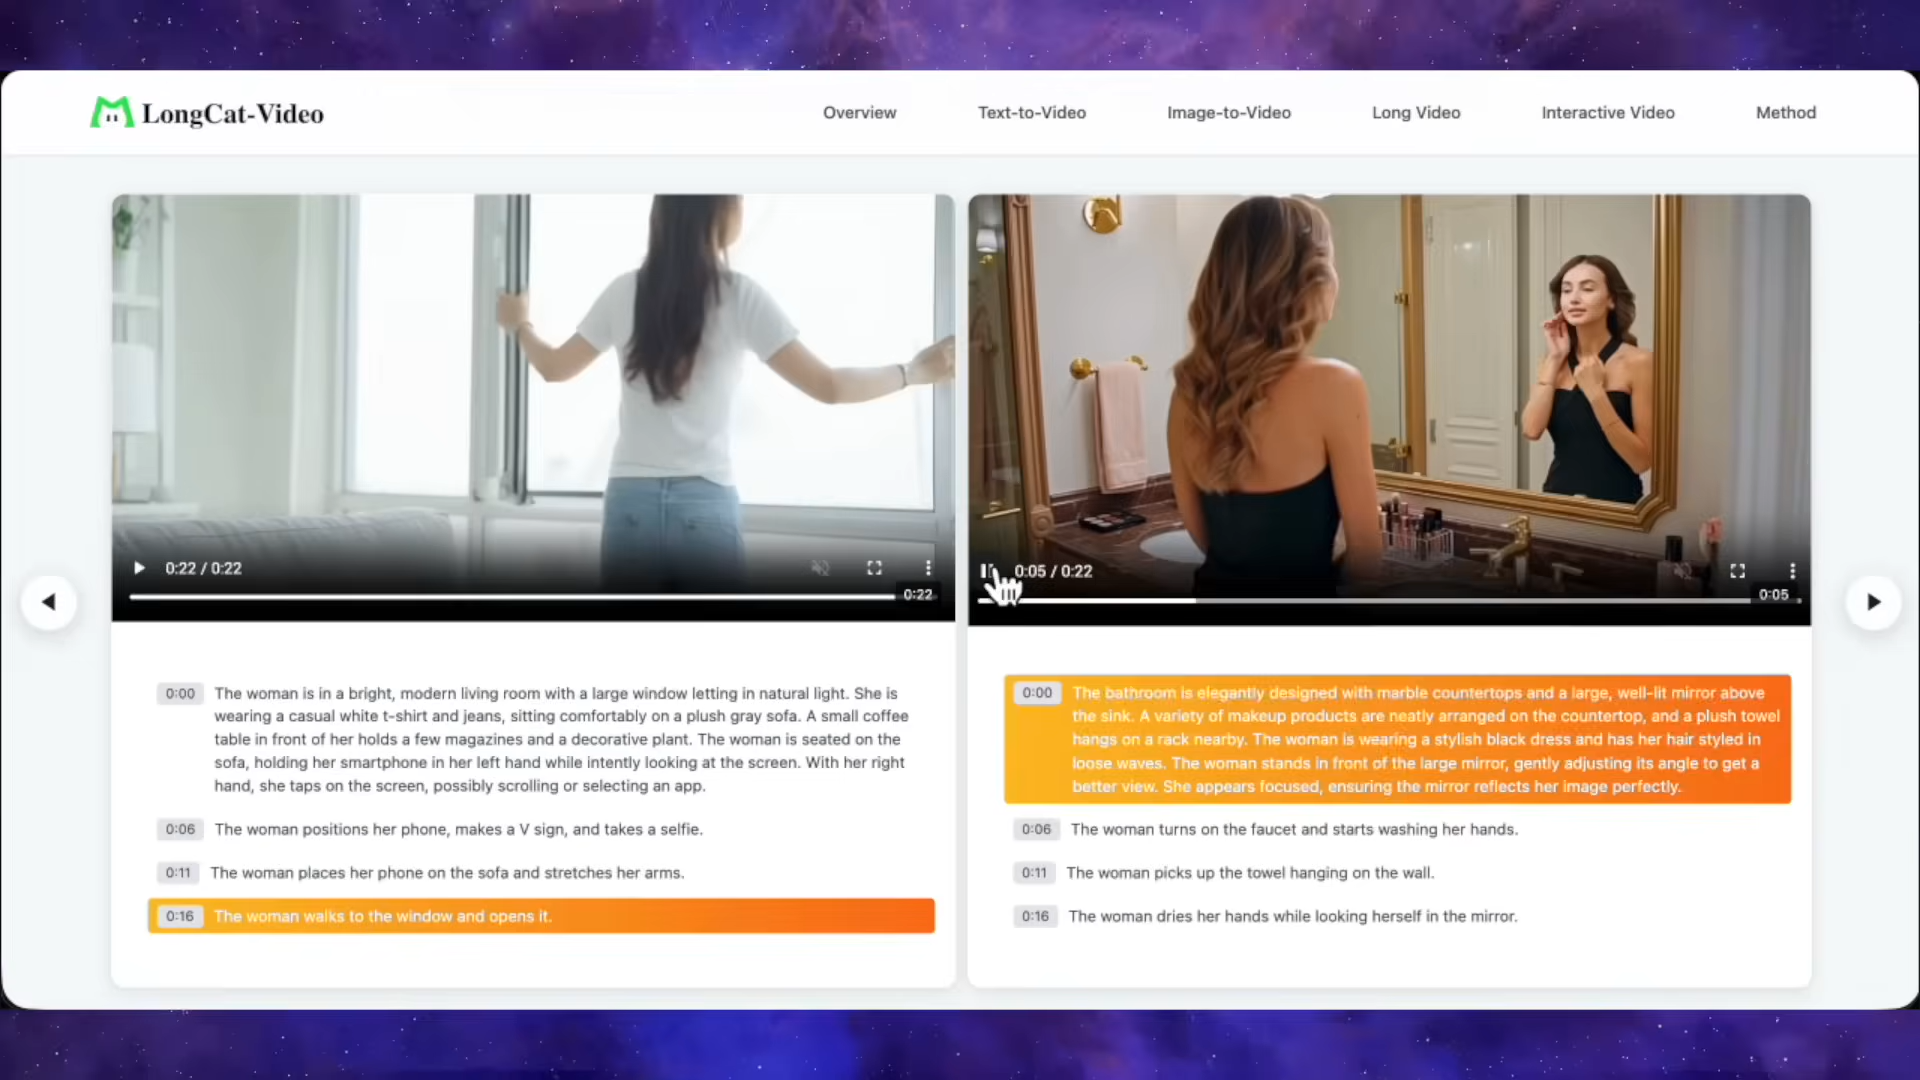 LongCat-Video
Overview
Text-to-Video
Image-to-Video
Long Video
Interactive Video
Method
0:22 / 0:22
0:22
0:00 The woman is in a bright, modern living room with a large window letting in natural light. She is
wearing a casual white t-shirt and jeans, sitting comfortably on a plush gray sofa. A small coffee
table in front of her holds a few magazines and a decorative plant. The woman is seated on the
sofa, holding her smartphone in her left hand while intently looking at the screen. With her right
hand, she taps on the screen, possibly scrolling or selecting an app.
0:06 The woman positions her phone, makes a V sign, and takes a selfie.
0:11 The woman places her phone on the sofa and stretches her arms.
0:16 The woman walks to the window and opens it.
0:05 / 0:22
0:05
0:00 The bathroom is elegantly designed with marble countertops and a large, well-lit mirror above
the sink. A variety of makeup products are neatly arranged on the countertop, and a plush towel
hangs on a rack nearby. The woman is wearing a stylish black dress and has her hair styled in
loose waves. The woman stands in front of the large mirror, gently adjusting its angle to get a
better view. She appears focused, ensuring the mirror reflects her image perfectly.
0:06 The woman turns on the faucet and starts washing her hands.
0:11 The woman picks up the towel hanging on the wall.
0:16 The woman dries her hands while looking herself in the mirror.